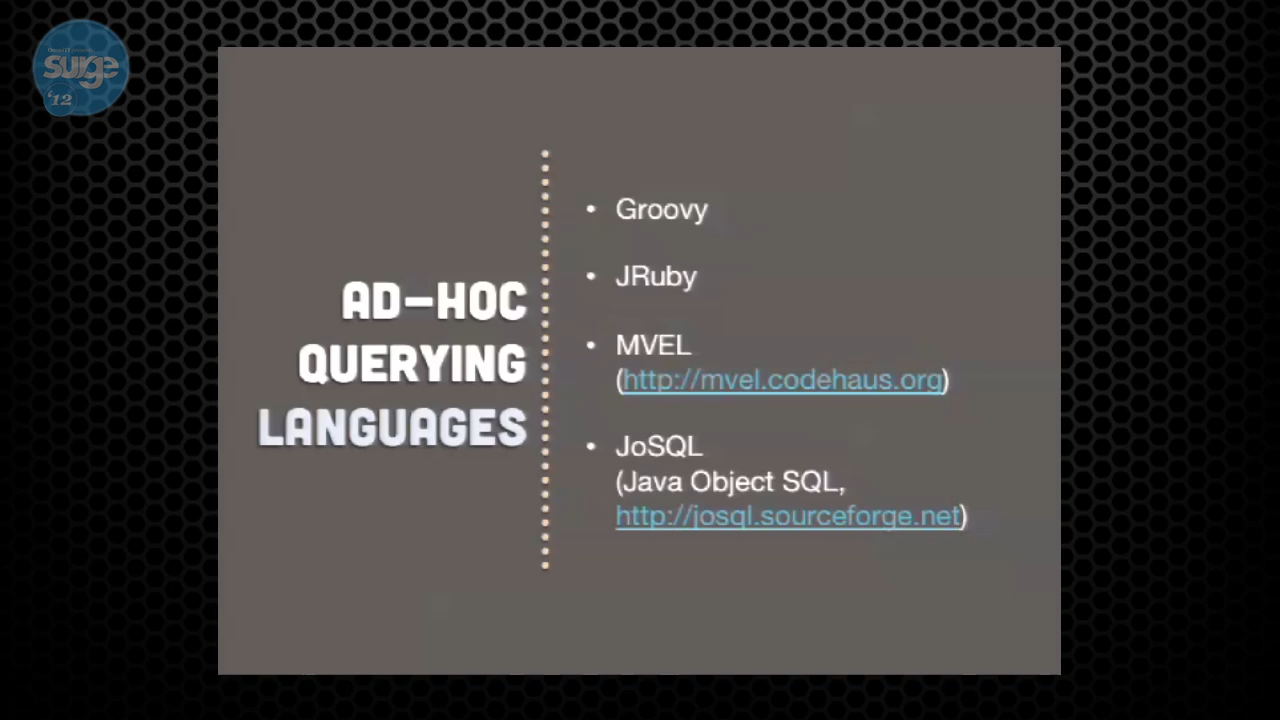 surge
'12
AD-HOC
QUERYING
LANGUAGES
• Groovy
• JRuby
• MVEL
(http://mvel.codehaus.org)
• JoSQL
(Java Object SQL,
http://josql.sourceforge.net)